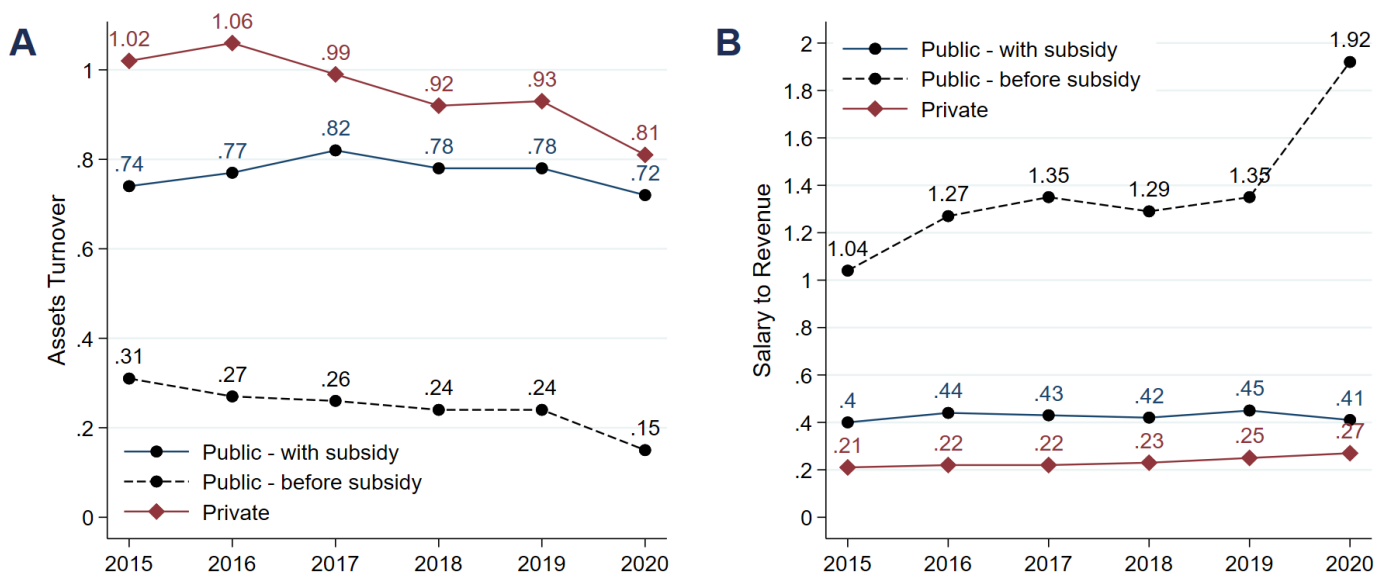 A
Assets Turnover
1.02 1.06 .99 .92 .93 .81
.74 .77 .82 .78 .78 .72
.31 .27 .26 .24 .24 .15
1
.8
.6
.4
.2
0
Public - with subsidy
Public - before subsidy
Private
2015 2016 2017 2018 2019 2020
B
Salary to Revenue
Public - with subsidy
Public - before subsidy
Private
2
1.8
1.6
1.4
1.2
1
.8
.6
.4
.2
0
1.04 1.27 1.35 1.29 1.35 1.92
.4 .44 .43 .42 .45 .41
.21 .22 .22 .23 .25 .27
2015 2016 2017 2018 2019 2020